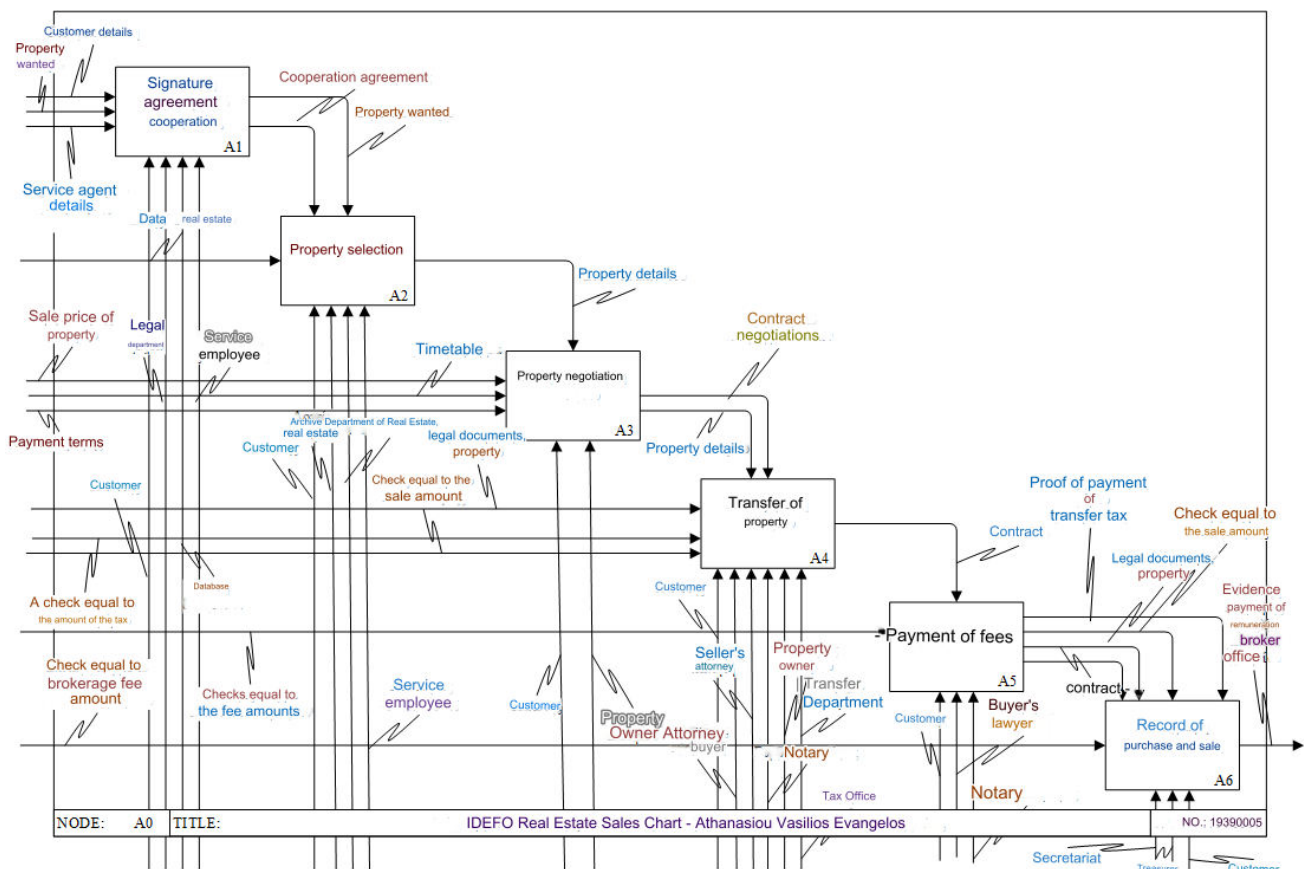 Customer details
Property
wanted
Signature
agreement
cooperation
A1
Cooperation agreement
Property wanted
Service agent
details
Data real estate
Property selection
A2
Property details
Sale price of
property
Legal
department
Service
employee
Timetable
Contract
negotiations
Property negotiation
A3
Payment terms
Archive Department of Real Estate,
real estate
Customer
legal documents,
property
Property details
Customer
Check equal to the
sale amount
Transfer of
property
A4
Proof of payment
of
transfer tax
Check equal to
the sale amount
Contract
Legal documents,
property
Database
Customer
A check equal to
the amount of the tax
Evidence
payment of
remuneration
broker
office
- Payment of fees
A5
Seller's
attorney
Property
owner
Transfer
Department
Check equal to
brokerage fee
amount
Checks equal to
the fee amounts
Service
employee
Customer
Property
Owner Attorney
buyer
Notary
contract -
Customer
Buyer's
lawyer
Record of
purchase and sale
A6
Tax Office
Notary
NODE: A0 TITLE: IDEFO Real Estate Sales Chart - Athanasiou Vasilios Evangelos NO.: 19390005
Secretariat
Treasurer
Customer